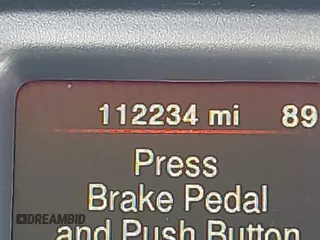 112234 mi 89
Press
Brake Pedal
and Push Button
DREAMBID